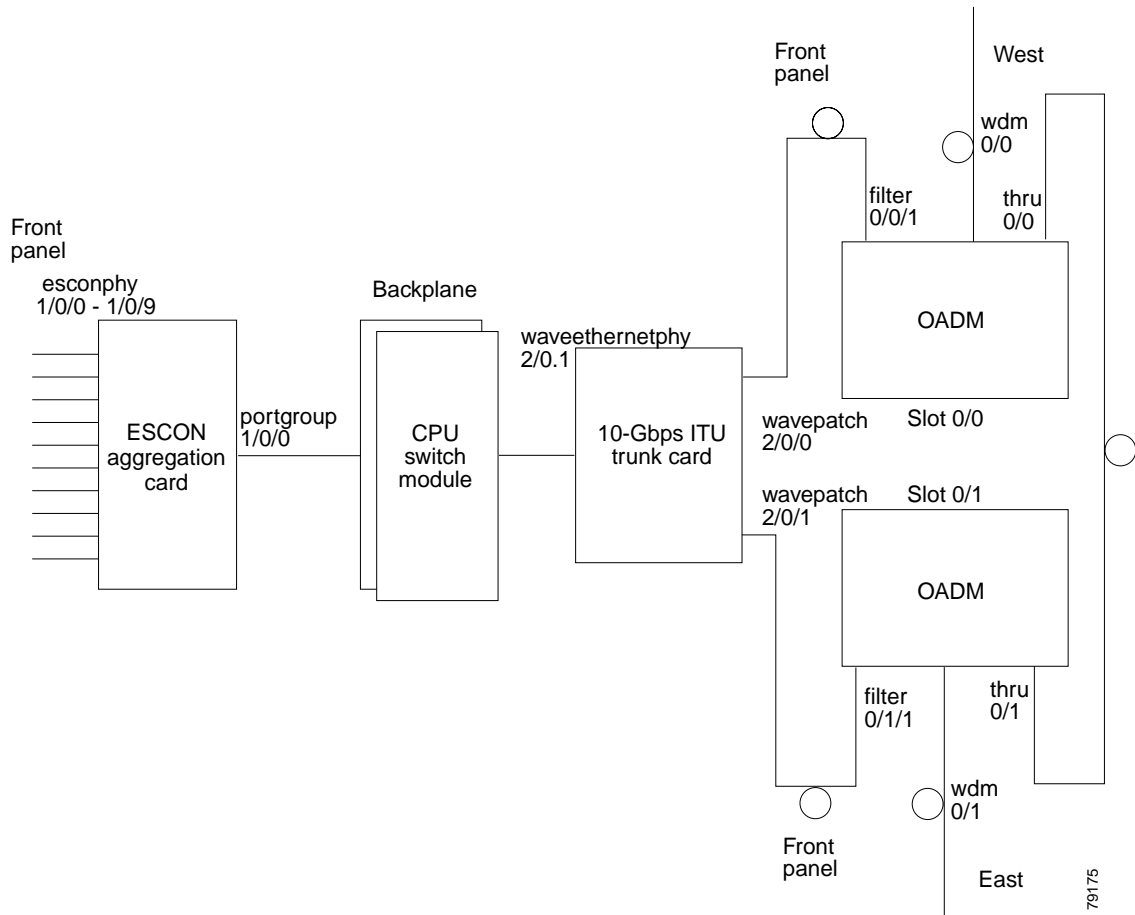 Front
panel
West
wdm
0/0
filter
0/0/1
thru
0/0
Front
panel
esconphy
1/0/0 - 1/0/9
Backplane
OADM
waveethernetphy
2/0.1
portgroup
1/0/0
ESCON
aggregation
card
CPU
switch
module
10-Gbps ITU
trunk card
wavepatch
2/0/0
Slot 0/0
wavepatch
2/0/1
Slot 0/1
OADM
filter
0/1/1
thru
0/1
wdm
0/1
Front
panel
East
79175